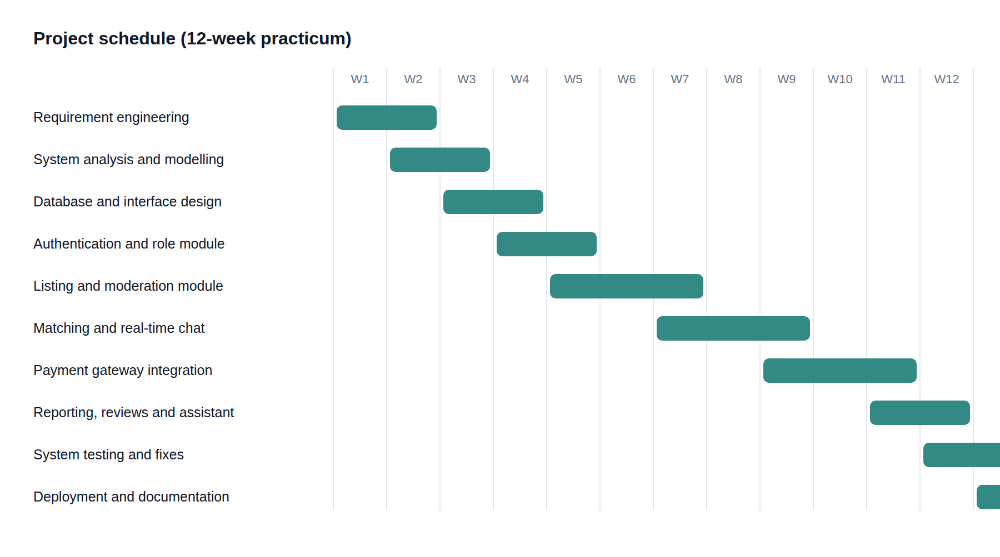 Project schedule (12-week practicum)
W1 W2 W3 W4 W5 W6 W7 W8 W9 W10 W11 W12
Requirement engineering
System analysis and modelling
Database and interface design
Authentication and role module
Listing and moderation module
Matching and real-time chat
Payment gateway integration
Reporting, reviews and assistant
System testing and fixes
Deployment and documentation